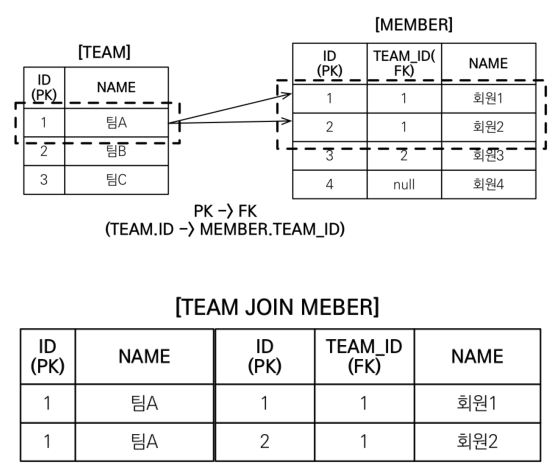 [TEAM]
ID
(PK) NAME
1 팀A
2 팀B
3 팀C
[MEMBER]
ID
(PK) TEAM_ID(
FK) NAME
1 1 회원1
2 1 회원2
3 2 회원3
4 null 회원4
PK -> FK
(TEAM.ID -> MEMBER.TEAM_ID)
[TEAM JOIN MEBER]
ID
(PK) NAME ID
(PK) TEAM_ID
(FK) NAME
1 팀A 1 1 회원1
1 팀A 2 1 회원2